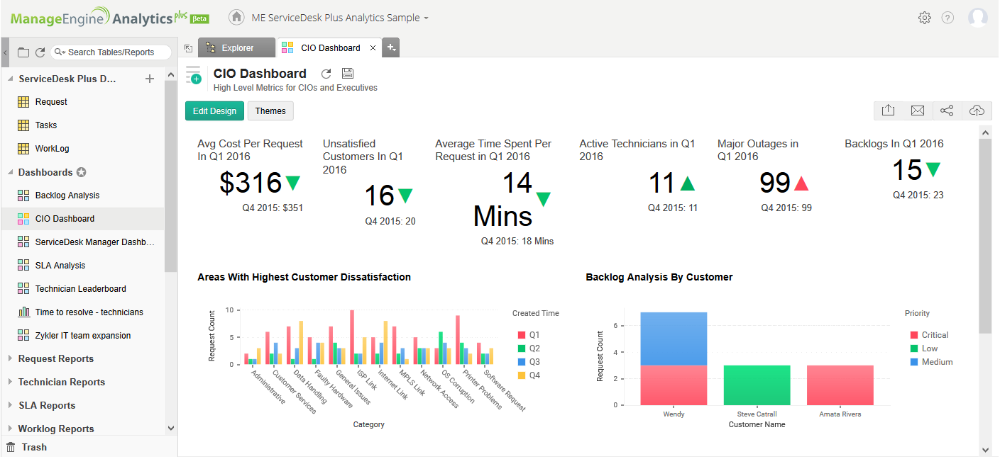 ManageEngine Analytics plus Beta
ME ServiceDesk Plus Analytics Sample
?
Search Tables/Reports
Explorer
CIO Dashboard
ServiceDesk Plus D...
Request
Tasks
WorkLog
Dashboards
Backlog Analysis
CIO Dashboard
ServiceDesk Manager Dashb...
SLA Analysis
Technician Leaderboard
Time to resolve - technicians
Zykler IT team expansion
Request Reports
Technician Reports
SLA Reports
Worklog Reports
Trash
CIO Dashboard
High Level Metrics for CIOs and Executives
Edit Design
Themes
Avg Cost Per Request
In Q1 2016
$316
Q4 2015: $351
Unsatisfied
Customers In Q1
2016
16
Q4 2015: 20
Average Time Spent Per
Request in Q1 2016
14
Mins
Q4 2015: 18 Mins
Active Technicians in Q1
2016
11
Q4 2015: 11
Major Outages in
Q1 2016
99
Q4 2015: 99
Backlogs In Q1 2016
15
Q4 2015: 23
Areas With Highest Customer Dissatisfaction
Request Count
10
5
0
Administrative
Customer Services
Data Handling
Faulty Hardware
General Issues
ISP Link
Internet Link
MPLS Link
Network Access
OS Corruption
Printer Problems
Software Request
Category
Created Time
Q1
Q2
Q3
Q4
Backlog Analysis By Customer
Request Count
6
4
2
0
Wendy
Steve Catrall
Amata Rivers
Customer Name
Priority
Critical
Low
Medium